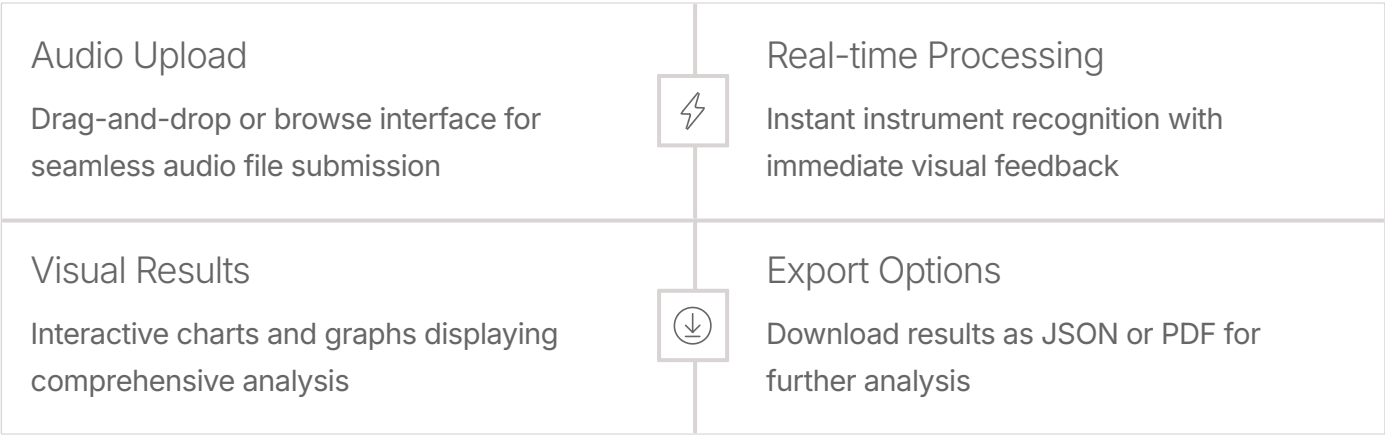 Audio Upload
Drag-and-drop or browse interface for
seamless audio file submission
Real-time Processing
Instant instrument recognition with
immediate visual feedback
Visual Results
Interactive charts and graphs displaying
comprehensive analysis
Export Options
Download results as JSON or PDF for
further analysis